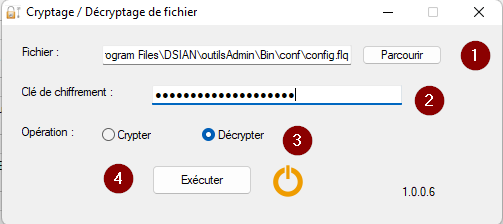 Cryptage / Décryptage de fichier
Fichier : rogram Files\DSIAN\outilsAdmin\Bin\conf\config.flq Parcourir 1
Clé de chiffrement : ●●●●●●●●●●●●●●●●●●●● 2
Opération : Crypter Décrypter 3
4 Exécuter
1.0.0.6